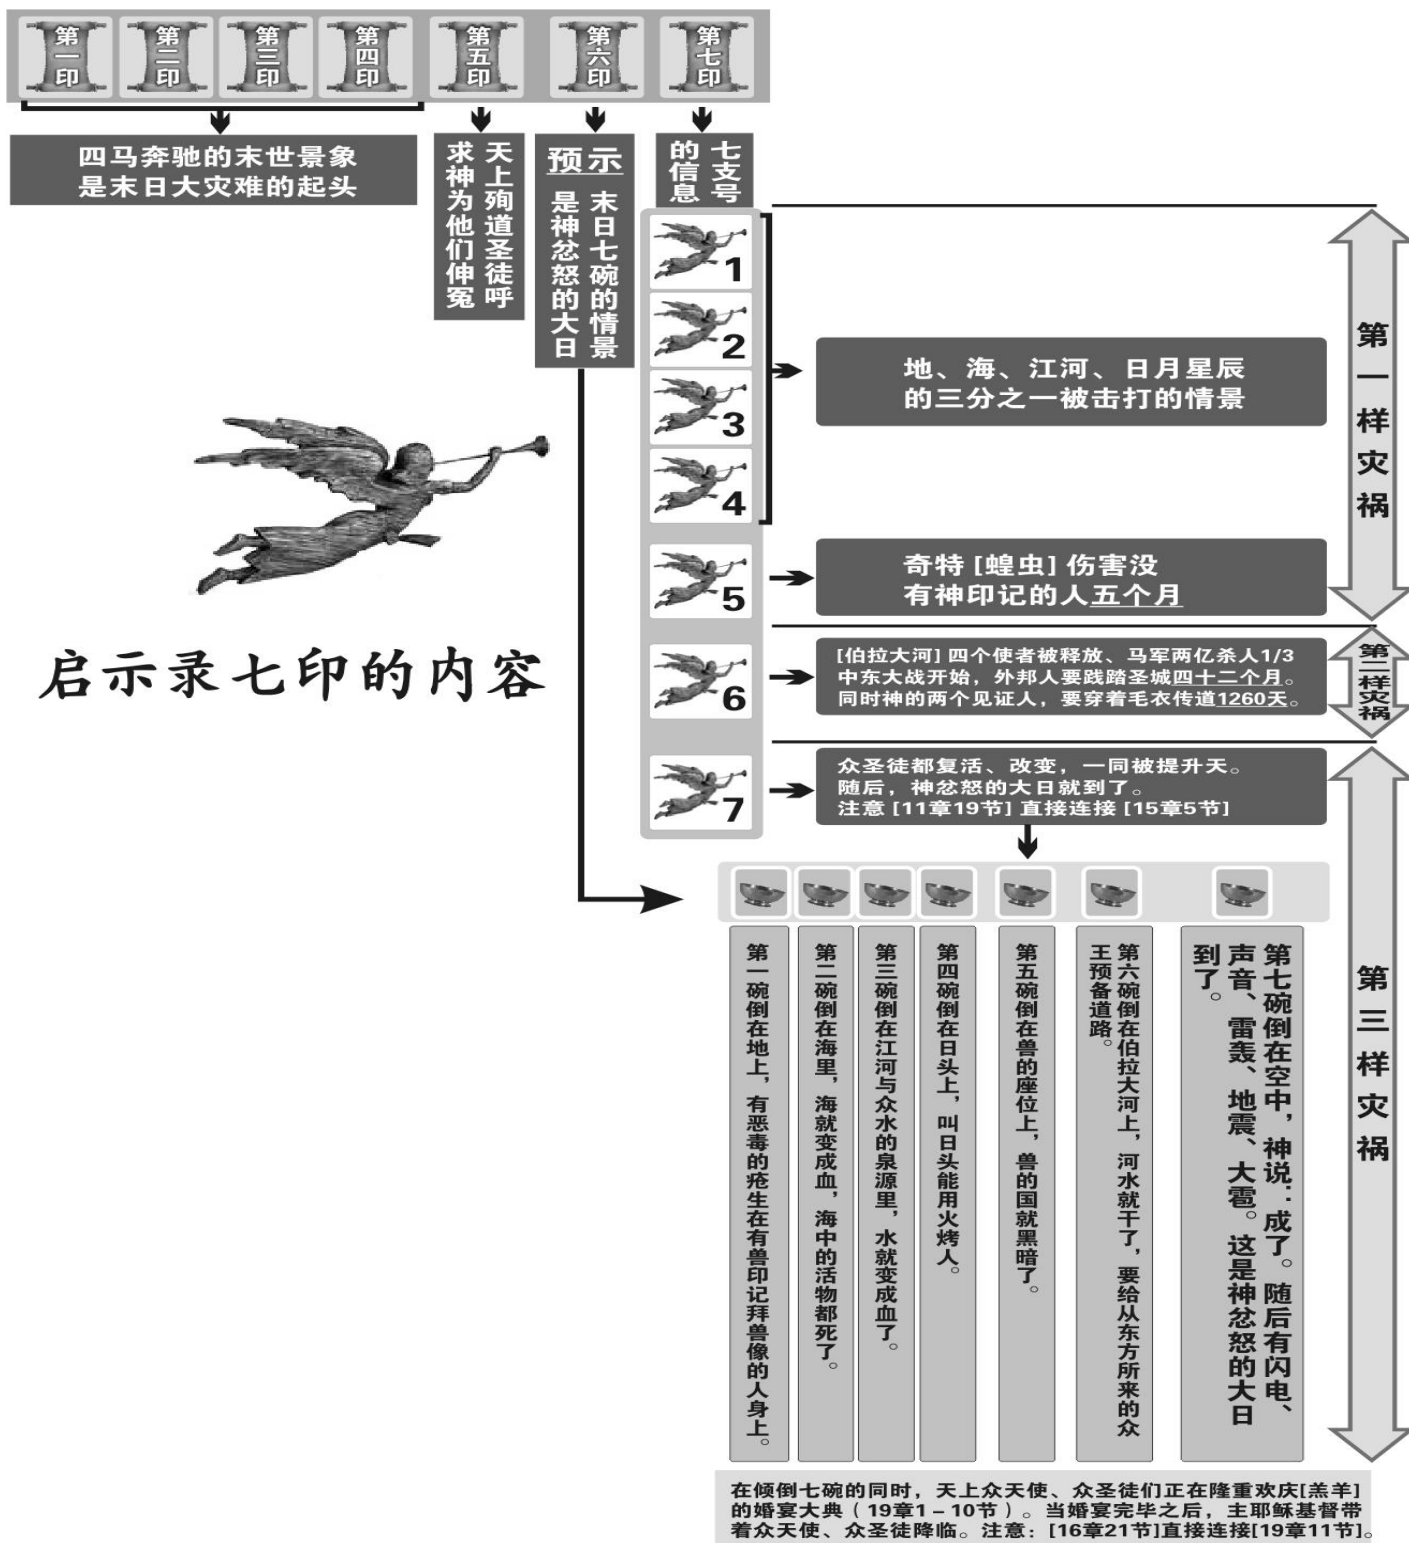 第一印
第二印
第三印
第四印
第五印
第六印
第七印
四马奔驰的末世景象
是末日大灾难的起头
天上殉道圣徒呼
求神为他们伸冤
预示
末日七碗的情景
是神忿怒的大日
七支号
的信息
1
2
3
4
5
6
7
地、海、江河、日月星辰
的三分之一被击打的情景
奇特 [蝗虫] 伤害没
有神印记的人五个月
[伯拉大河] 四个使者被释放、马军两亿杀人1/3
中东大战开始，外邦人要践踏圣城四十二个月。
同时神的两个见证人，要穿着毛衣传道1260天。
众圣徒都复活、改变，一同被提升天。
随后，神忿怒的大日就到了。
注意 [11章19节] 直接连接 [15章5节]
第一样灾祸
第二样灾祸
第三样灾祸
启示录七印的内容
第一碗倒在地上，有恶毒的疮生在有兽印记拜兽像的人身上。
第二碗倒在海里，海就变成血，海中的活物都死了。
第三碗倒在江河与众水的泉源里，水就变成血了。
第四碗倒在日头上，叫日头能用火烤人。
第五碗倒在兽的座位上，兽的国就黑暗了。
第六碗倒在伯拉大河上，河水就干了，要给从东方所来的众
王预备道路。
第七碗倒在空中，神说：成了。随后有闪电、
声音、雷轰、地震、大雹。这是神忿怒的大日
到了。
在倾倒七碗的同时，天上众天使、众圣徒们正在隆重欢庆[羔羊]
的婚宴大典（19章1－10节）。当婚宴完毕之后，主耶稣基督带
着众天使、众圣徒降临。注意：[16章21节]直接连接[19章11节]。